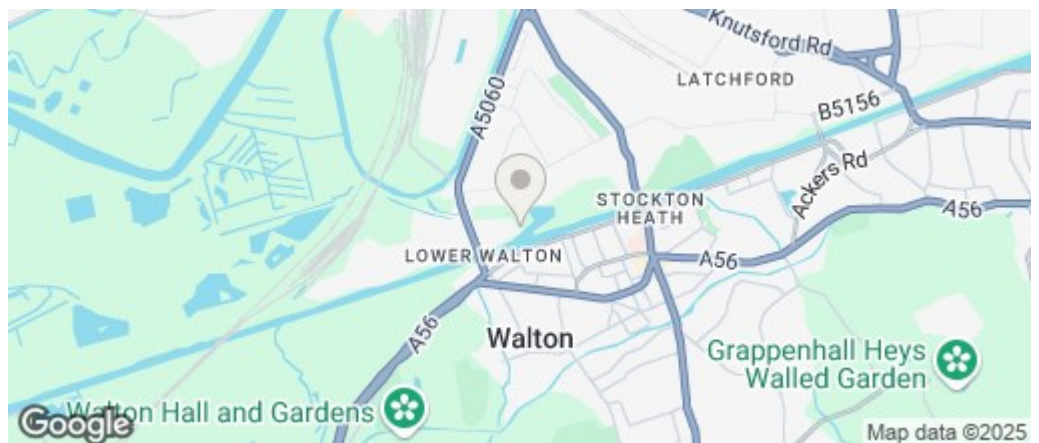 Knutsford Rd
LATCHFORD
A5060
B5156
Ackers Rd
STOCKTON
HEATH
A56
LOWER WALTON
A56
A56
Walton
Grappenhall Heys
Walled Garden
Walton Hall and Gardens
Google
Map data ©2025